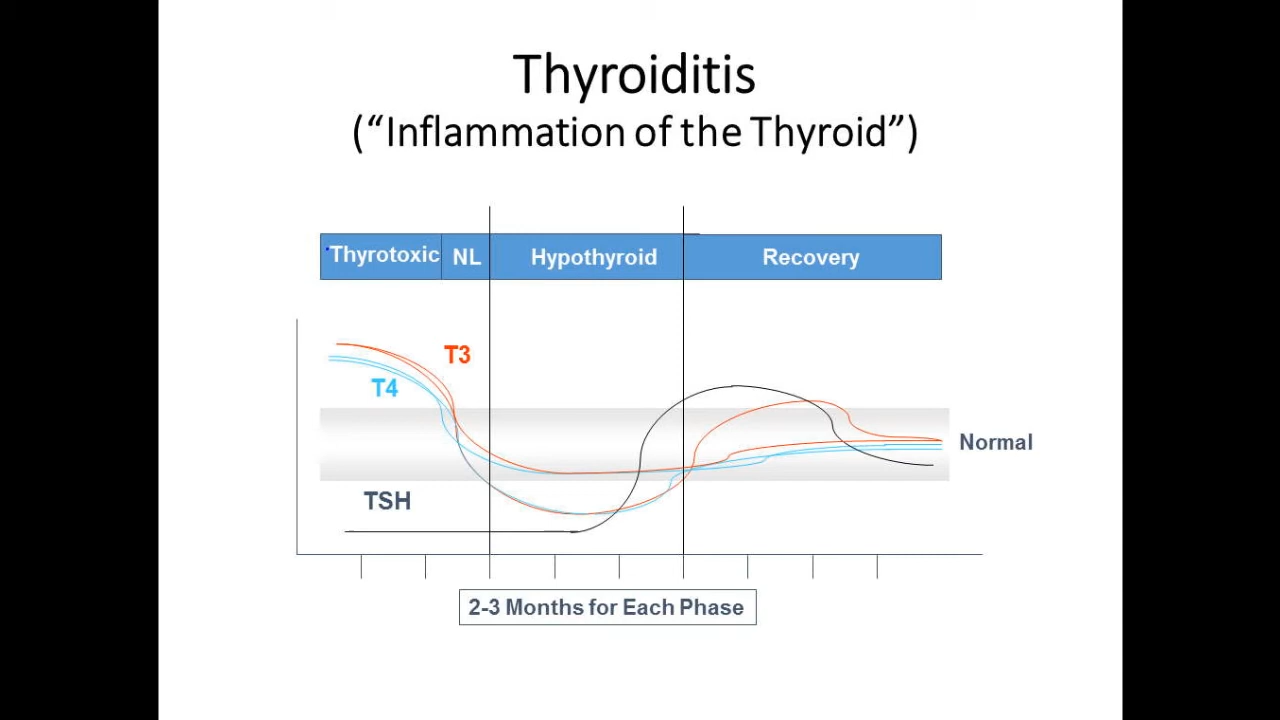 Thyroiditis
(“Inflammation of the Thyroid”)
Thyrotoxic NL Hypothyroid Recovery
T3
T4
Normal
TSH
2-3 Months for Each Phase